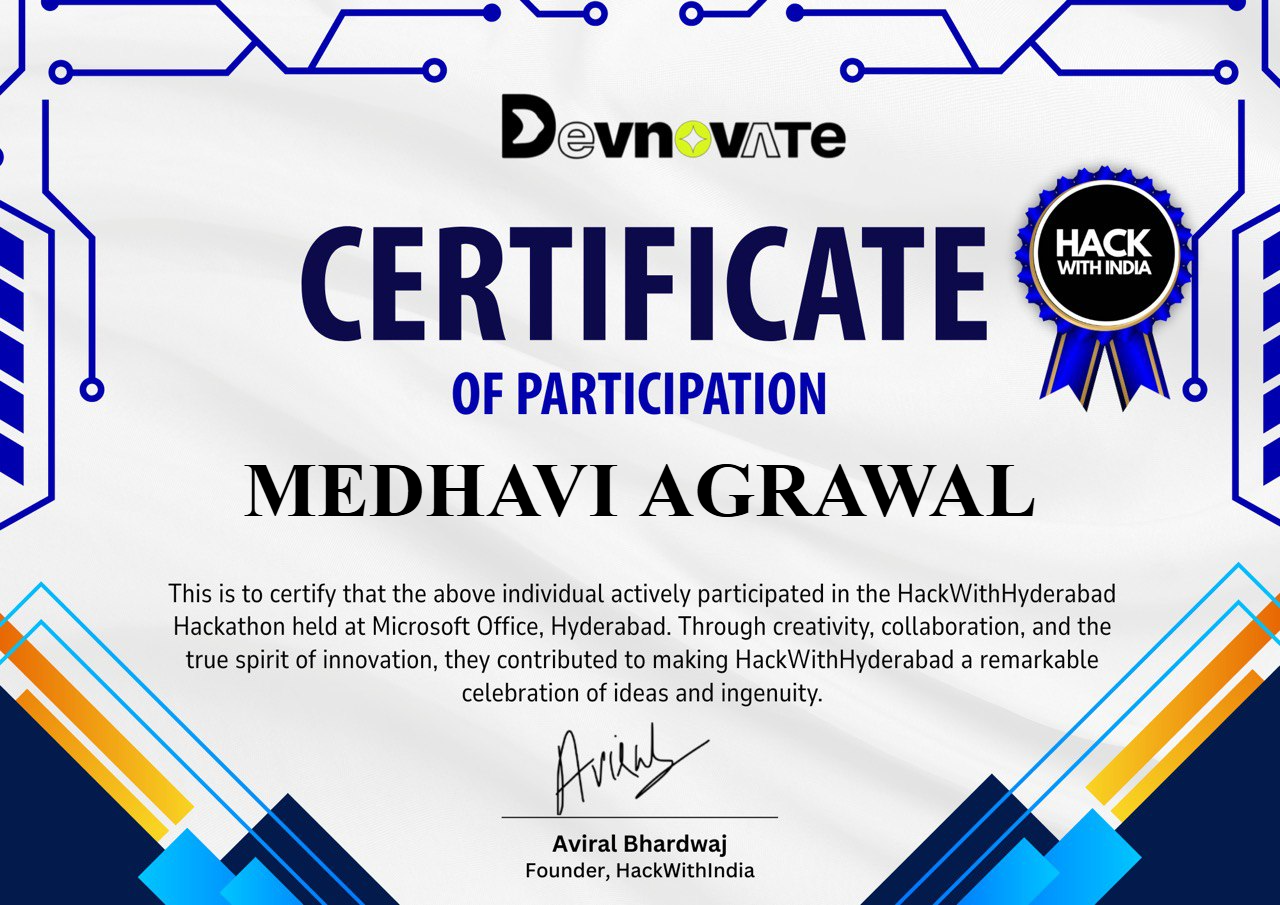 Devnovate
CERTIFICATE
HACK
WITH INDIA
OF PARTICIPATION
MEDHAVI AGRAWAL
This is to certify that the above individual actively participated in the HackWithHyderabad
Hackathon held at Microsoft Office, Hyderabad. Through creativity, collaboration, and the
true spirit of innovation, they contributed to making HackWithHyderabad a remarkable
celebration of ideas and ingenuity.
Aviral
Aviral Bhardwaj
Founder, HackWithIndia